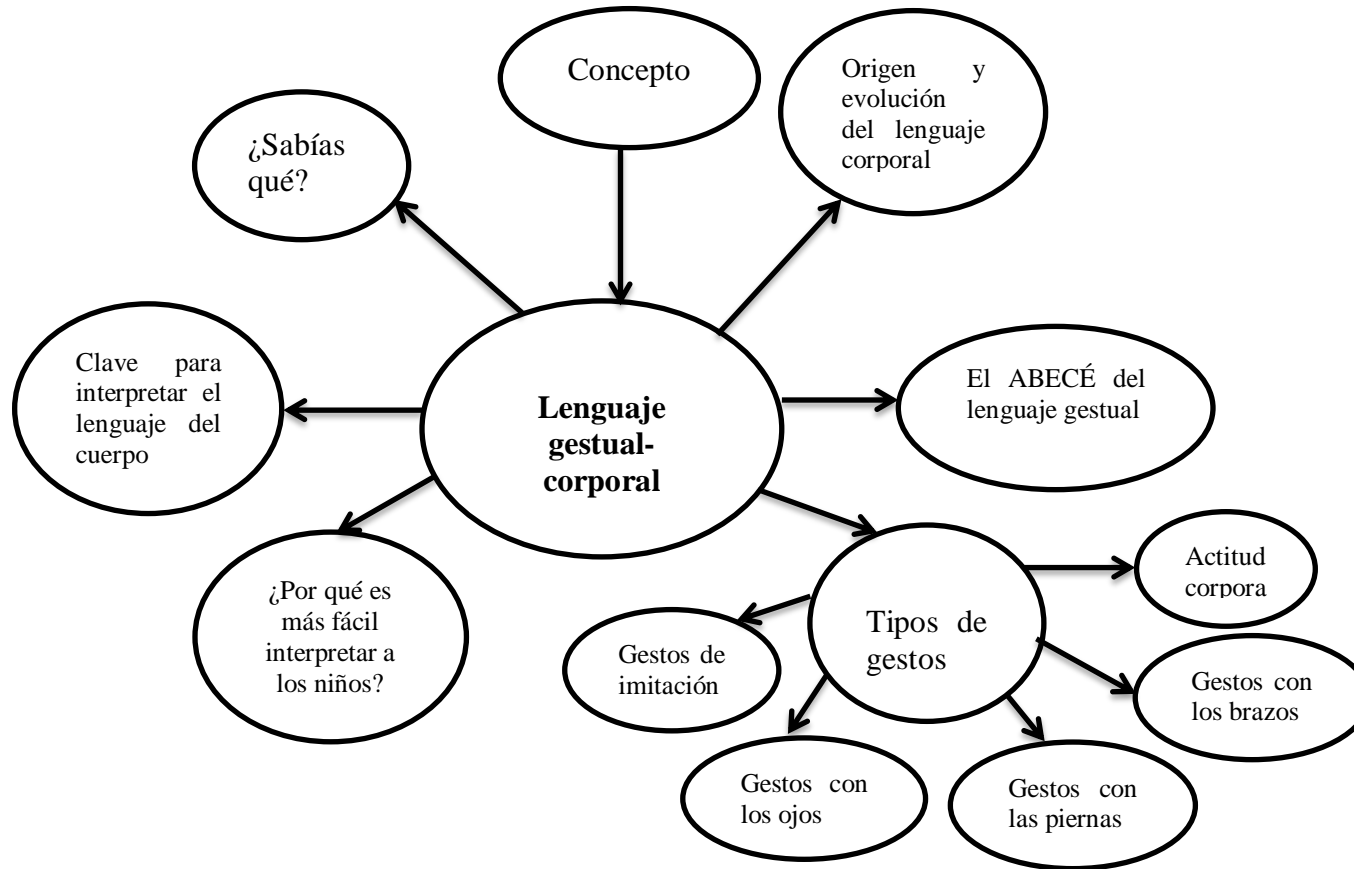 Concepto
Origen y
evolución
del lenguaje
corporal
¿Sabías
qué?
Clave para
interpretar el
lenguaje del
cuerpo
Lenguaje
gestual-
corporal
El ABECÉ del
lenguaje gestual
¿Por qué es
más fácil
interpretar a
los niños?
Tipos de
gestos
Actitud
corpora
Gestos de
imitación
Gestos con
los brazos
Gestos con
los ojos
Gestos con
las piernas